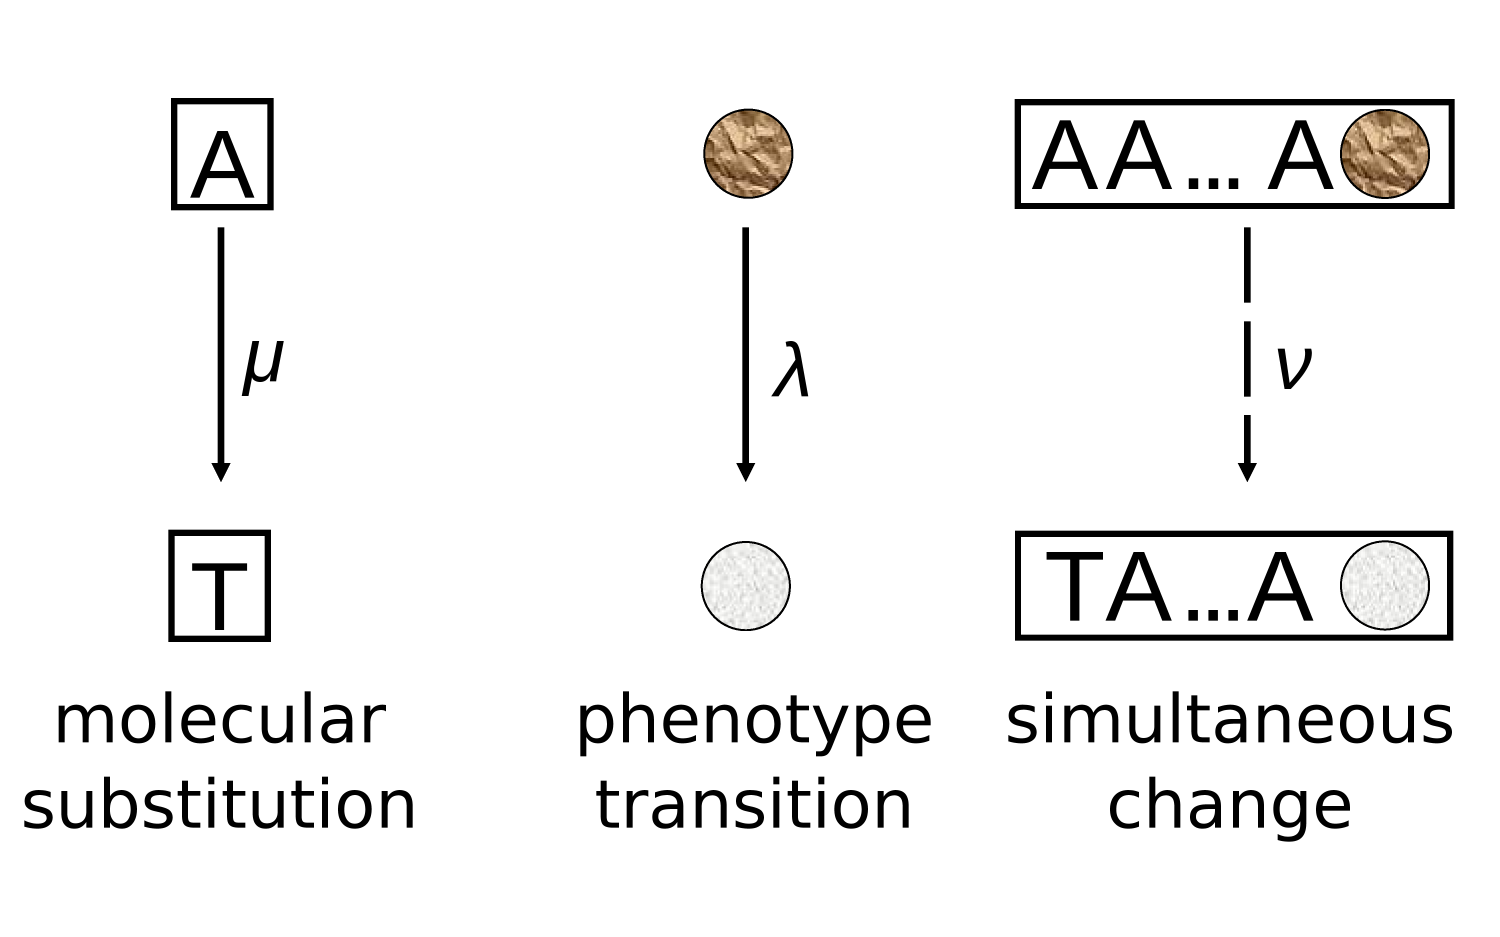 A
AA... A
μ
λ
ν
T
TA...A
molecular
substitution
phenotype
transition
simultaneous
change